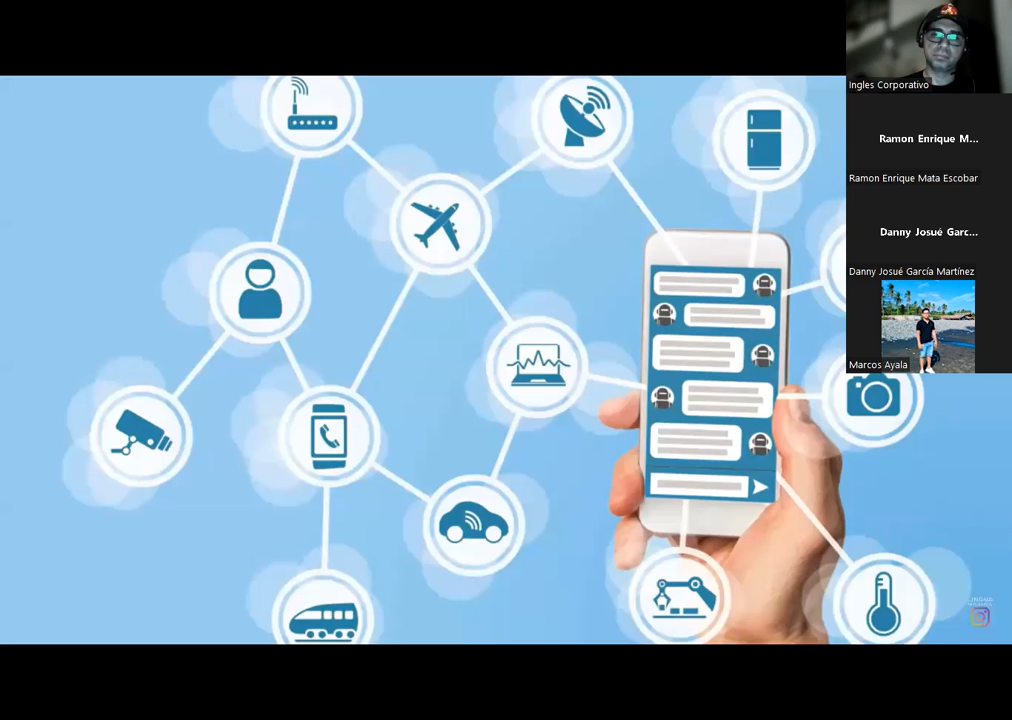 Ingles Corporativo
Ramon Enrique M...
Ramon Enrique Mata Escobar
Danny Josué Garc...
Danny Josué García Martínez
Marcos Ayala